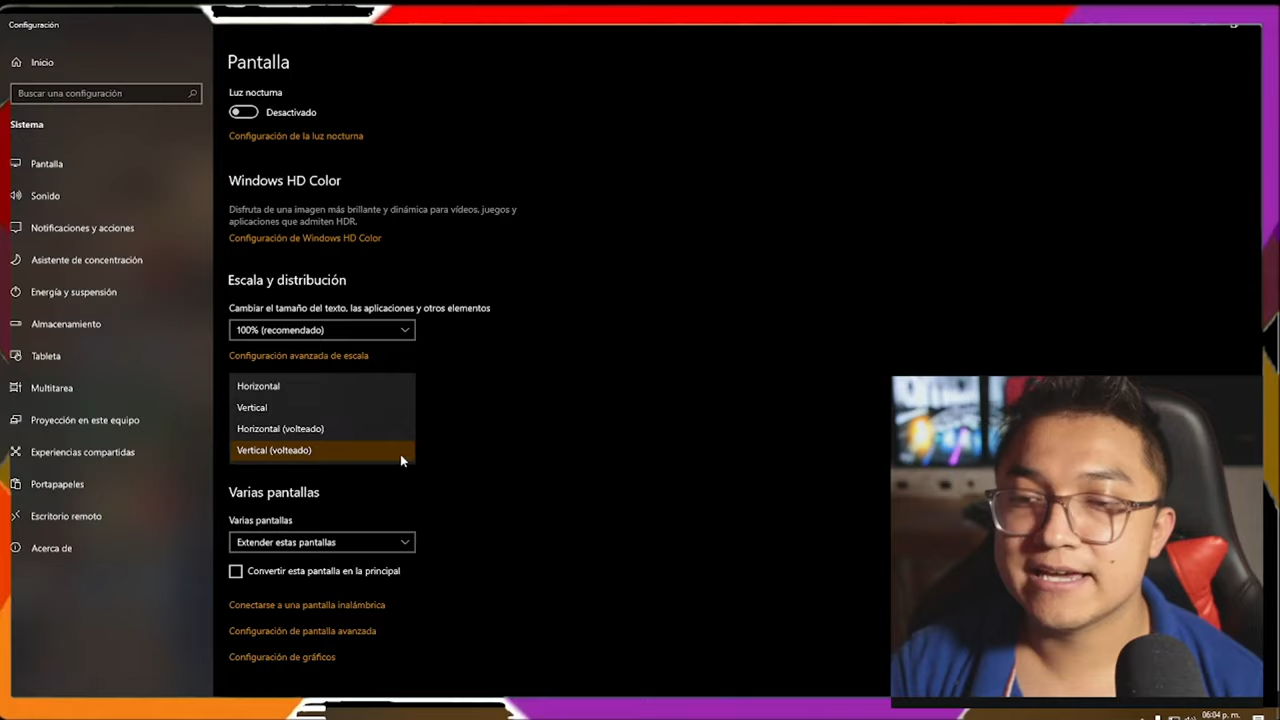 Configuración
Inicio
Buscar una configuración
Sistema
Pantalla
Sonido
Notificaciones y acciones
Asistente de concentración
Energía y suspensión
Almacenamiento
Tableta
Multitarea
Proyección en este equipo
Experiencias compartidas
Portapapeles
Escritorio remoto
Acerca de
Pantalla
Luz nocturna
Desactivado
Configuración de la luz nocturna
Windows HD Color
Disfruta de una imagen más brillante y dinámica para vídeos, juegos y
aplicaciones que admiten HDR.
Configuración de Windows HD Color
Escala y distribución
Cambiar el tamaño del texto, las aplicaciones y otros elementos
100% (recomendado)
Configuración avanzada de escala
Horizontal
Vertical
Horizontal (volteado)
Vertical (volteado)
Varias pantallas
Varias pantallas
Extender estas pantallas
Convertir esta pantalla en la principal
Conectarse a una pantalla inalámbrica
Configuración de pantalla avanzada
Configuración de gráficos
06:04 p. m.